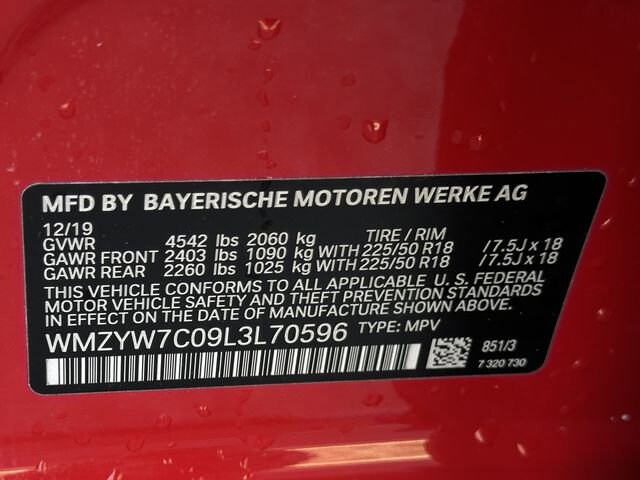 MFD BY BAYERISCHE MOTOREN WERKE AG
12/19 TIRE / RIM
GVWR 4542 lbs 2060 kg
GAWR FRONT 2403 lbs 1090 kg WITH 225/50 R18 / 7.5J x 18
GAWR REAR 2260 lbs 1025 kg WITH 225/50 R18 / 7.5J x 18
THIS VEHICLE CONFORMS TO ALL APPLICABLE U.S. FEDERAL
MOTOR VEHICLE SAFETY AND THEFT PREVENTION STANDARDS
IN EFFECT ON THE DATE OF MANUFACTURE SHOWN ABOVE.
WMZYW7C09L3L70596 TYPE: MPV
851/3
7 320 730